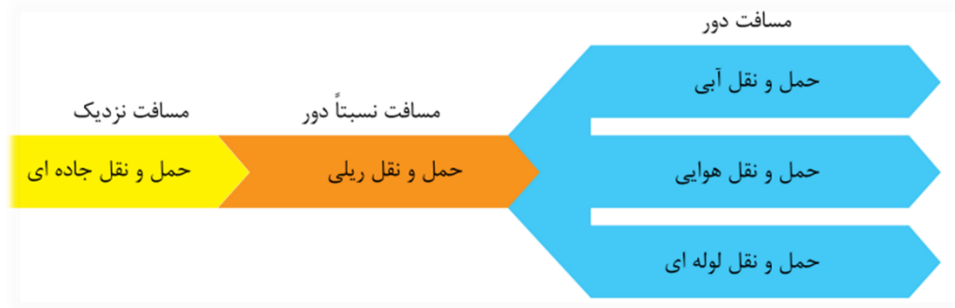 مسافت دور
حمل و نقل آبی
مسافت نزدیک
مسافت نسبتاً دور
حمل و نقل جاده ای
حمل و نقل ریلی
حمل و نقل هوایی
حمل و نقل لوله ای